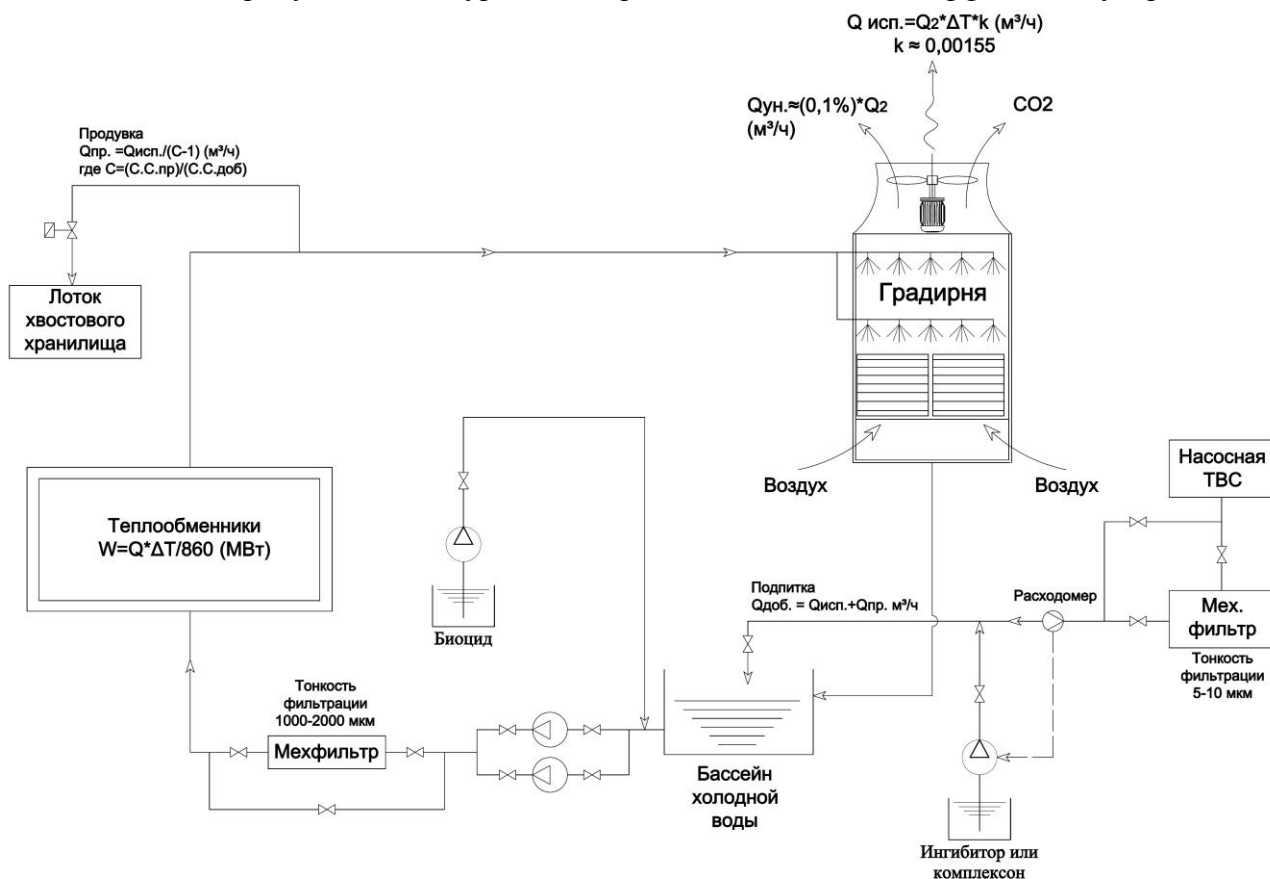 Q исп.=Q2*ΔT*k (м³/ч)
k ≈ 0,00155
Qун.≈(0,1%)*Q2
(м³/ч)
CO2
Продувка
Qпр. =Qисп./(С-1) (м³/ч)
где С=(С.С.пр)/(С.С.доб)
Лоток
хвостового
хранилища
Градирня
Воздух
Воздух
Насосная
ТВС
Теплообменники
W=Q*ΔT/860 (МВт)
Биоцид
Подпитка
Qдоб. = Qисп.+Qпр. м³/ч
Расходомер
Мех.
фильтр
Тонкость
фильтрации
5-10 мкм
Тонкость
фильтрации
1000-2000 мкм
Мехфильтр
Бассейн
холодной
воды
Ингибитор или
комплексон